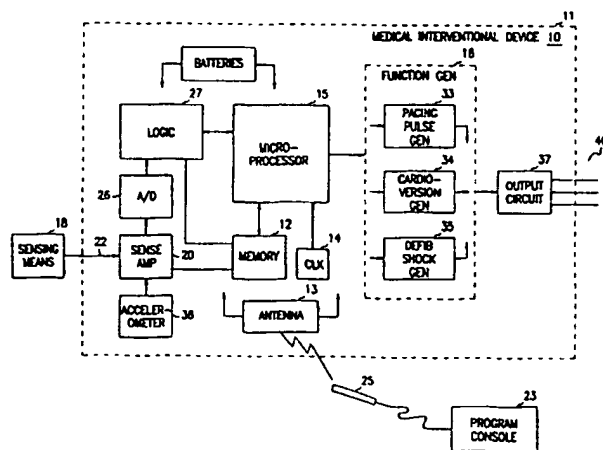 11
MEDICAL INTERVENTIONAL DEVICE 10
BATTERIES
16
FUNCTION GEN
27
LOGIC
15
MICRO-
PROCESSOR
33
PACING
PULSE
GEN
34
CARDIO-
VERSION
GEN
35
DEFIB
SHOCK
GEN
37
OUTPUT
CIRCUIT
40
26
A/D
18
SENSING
MEANS
22
SENSE
AMP
20
12
MEMORY
14
CLK
ACCELER-
OMETER
36
13
ANTENNA
25
23
PROGRAM
CONSOLE